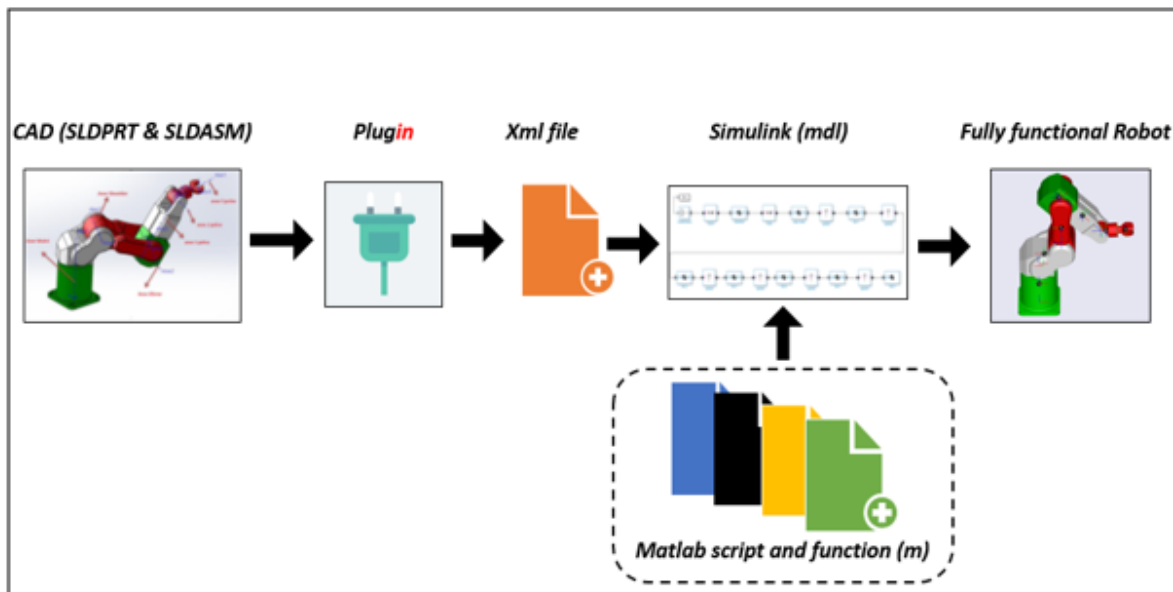 CAD (SLDPRT & SLDASM)
Plugin
Xml file
Simulink (mdl)
Fully functional Robot
Matlab script and function (m)